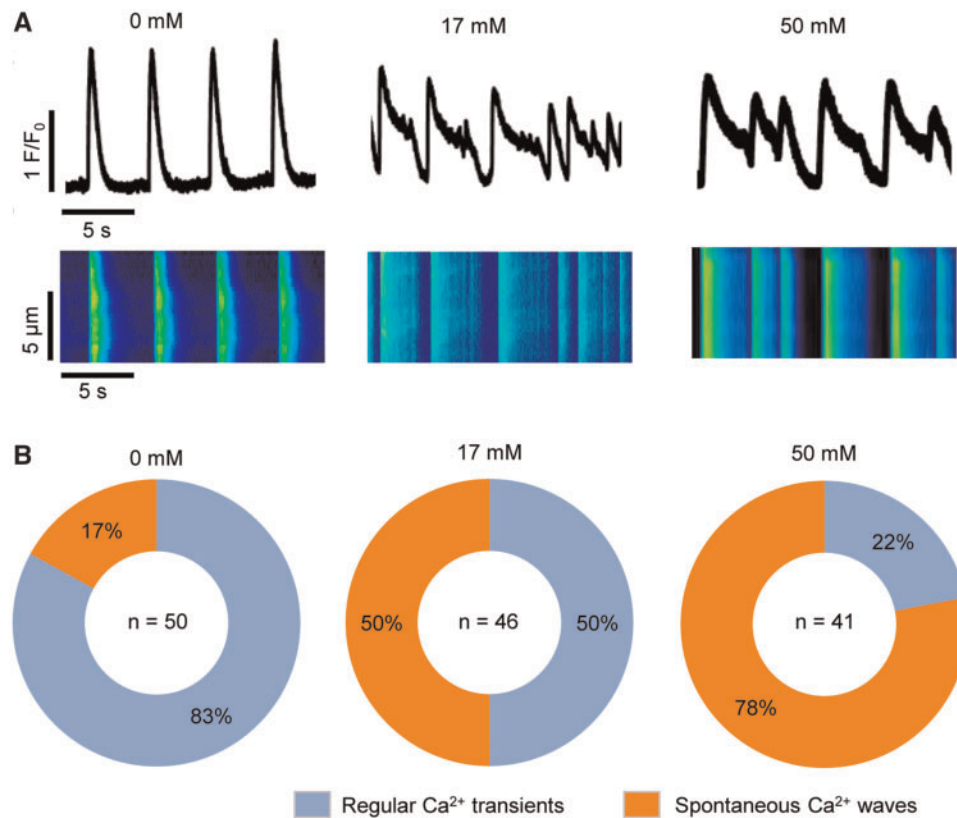 A
0 mM
17 mM
50 mM
1 F/F₀
5 s
5 μm
5 s
B
0 mM
17 mM
50 mM
17%
22%
n = 50
50%
n = 46
50%
n = 41
83%
78%
Regular Ca²⁺ transients
Spontaneous Ca²⁺ waves